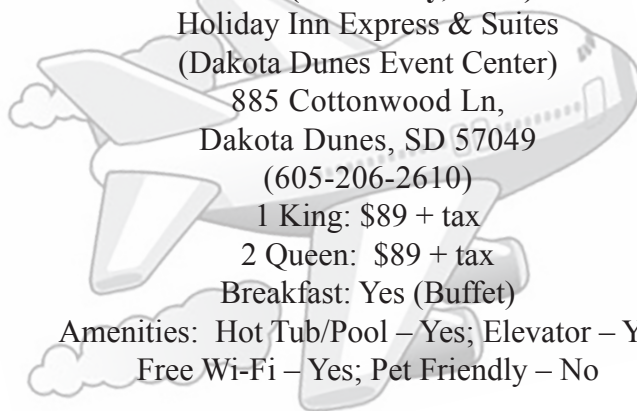 Holiday Inn Express & Suites
(Dakota Dunes Event Center)
885 Cottonwood Ln,
Dakota Dunes, SD 57049
(605-206-2610)
1 King: $89 + tax
2 Queen: $89 + tax
Breakfast: Yes (Buffet)
Amenities: Hot Tub/Pool – Yes; Elevator –
Free Wi-Fi – Yes; Pet Friendly – No